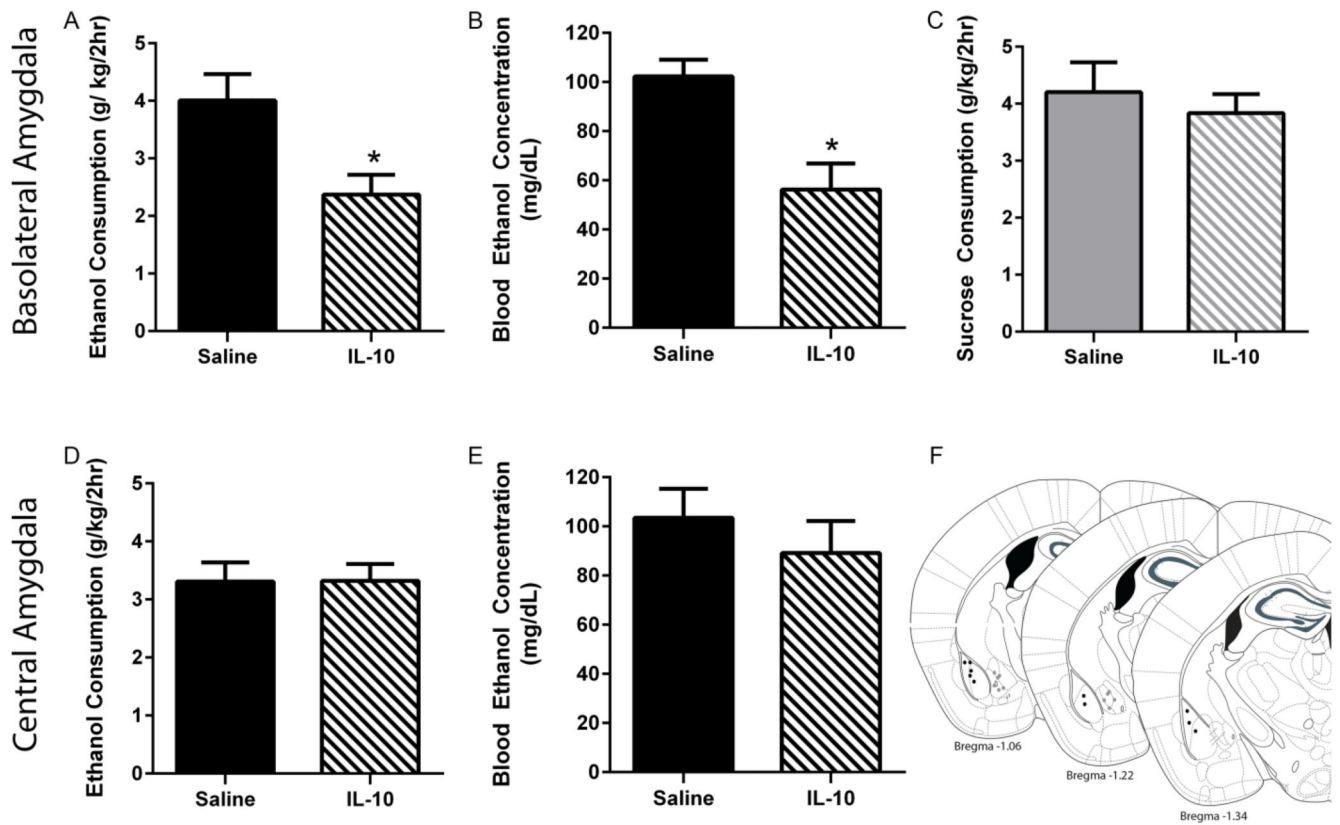 Basolateral Amygdala
A
Ethanol Consumption (g/ kg/2hr)
5
4
3
2
1
0
*
Saline
IL-10
B
Blood Ethanol Concentration
(mg/dL)
120
100
80
60
40
20
0
*
Saline
IL-10
C
Sucrose Consumption (g/kg/2hr)
5
4
3
2
1
0
Saline
IL-10
Central Amygdala
D
Ethanol Consumption (g/kg/2hr)
5
4
3
2
1
0
Saline
IL-10
E
Blood Ethanol Concentration
(mg/dL)
120
100
80
60
40
20
0
Saline
IL-10
F
Bregma -1.06
Bregma -1.22
Bregma -1.34